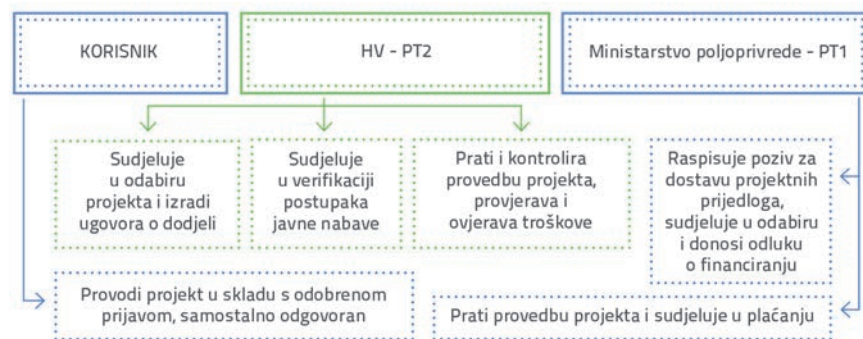 KORISNIK
HV - PT2
Ministarstvo poljoprivrede - PT1
Sudjeluje
u odabiru
projekta i izradi
ugovora o dodjeli
Sudjeluje
u verifikaciji
postupaka
javne nabave
Prati i kontrolira
provedbu projekta,
provjerava i
ovjerava troškove
Raspisuje poziv za
dostavu projektnih
prijedloga,
sudjeluje u odabiru
i donosi odluku
o financiranju
Provodi projekt u skladu s odobrenom
prijavom, samostalno odgovoran
Prati provedbu projekta i sudjeluje u plaćanju